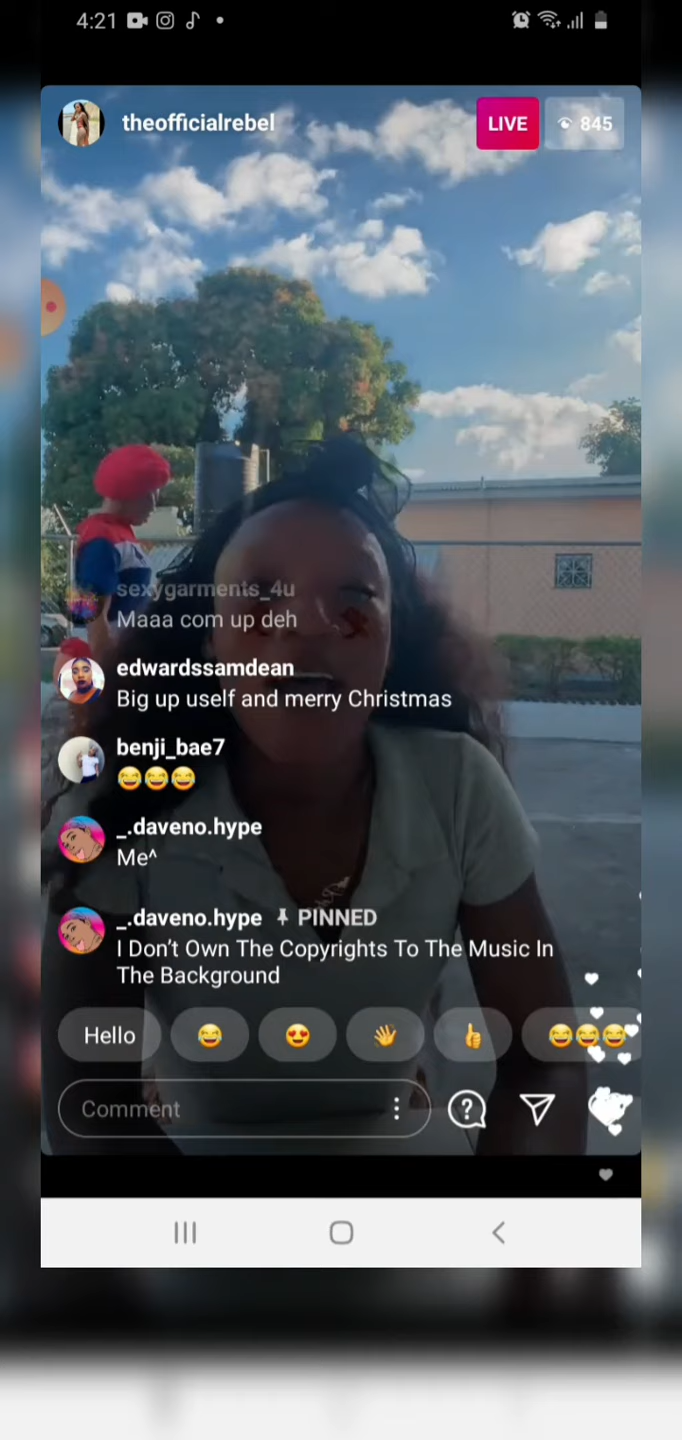 4:21
theofficialrebel
LIVE
845
sexygarments_4u
Maaa com up deh
edwardssamdean
Big up uself and merry Christmas
benji_bae7
😂😂😂
_.daveno.hype
Me^
_.daveno.hype PINNED
I Don't Own The Copyrights To The Music In
The Background
Hello 😂 😍 👋 👍 😂😂😂
Comment